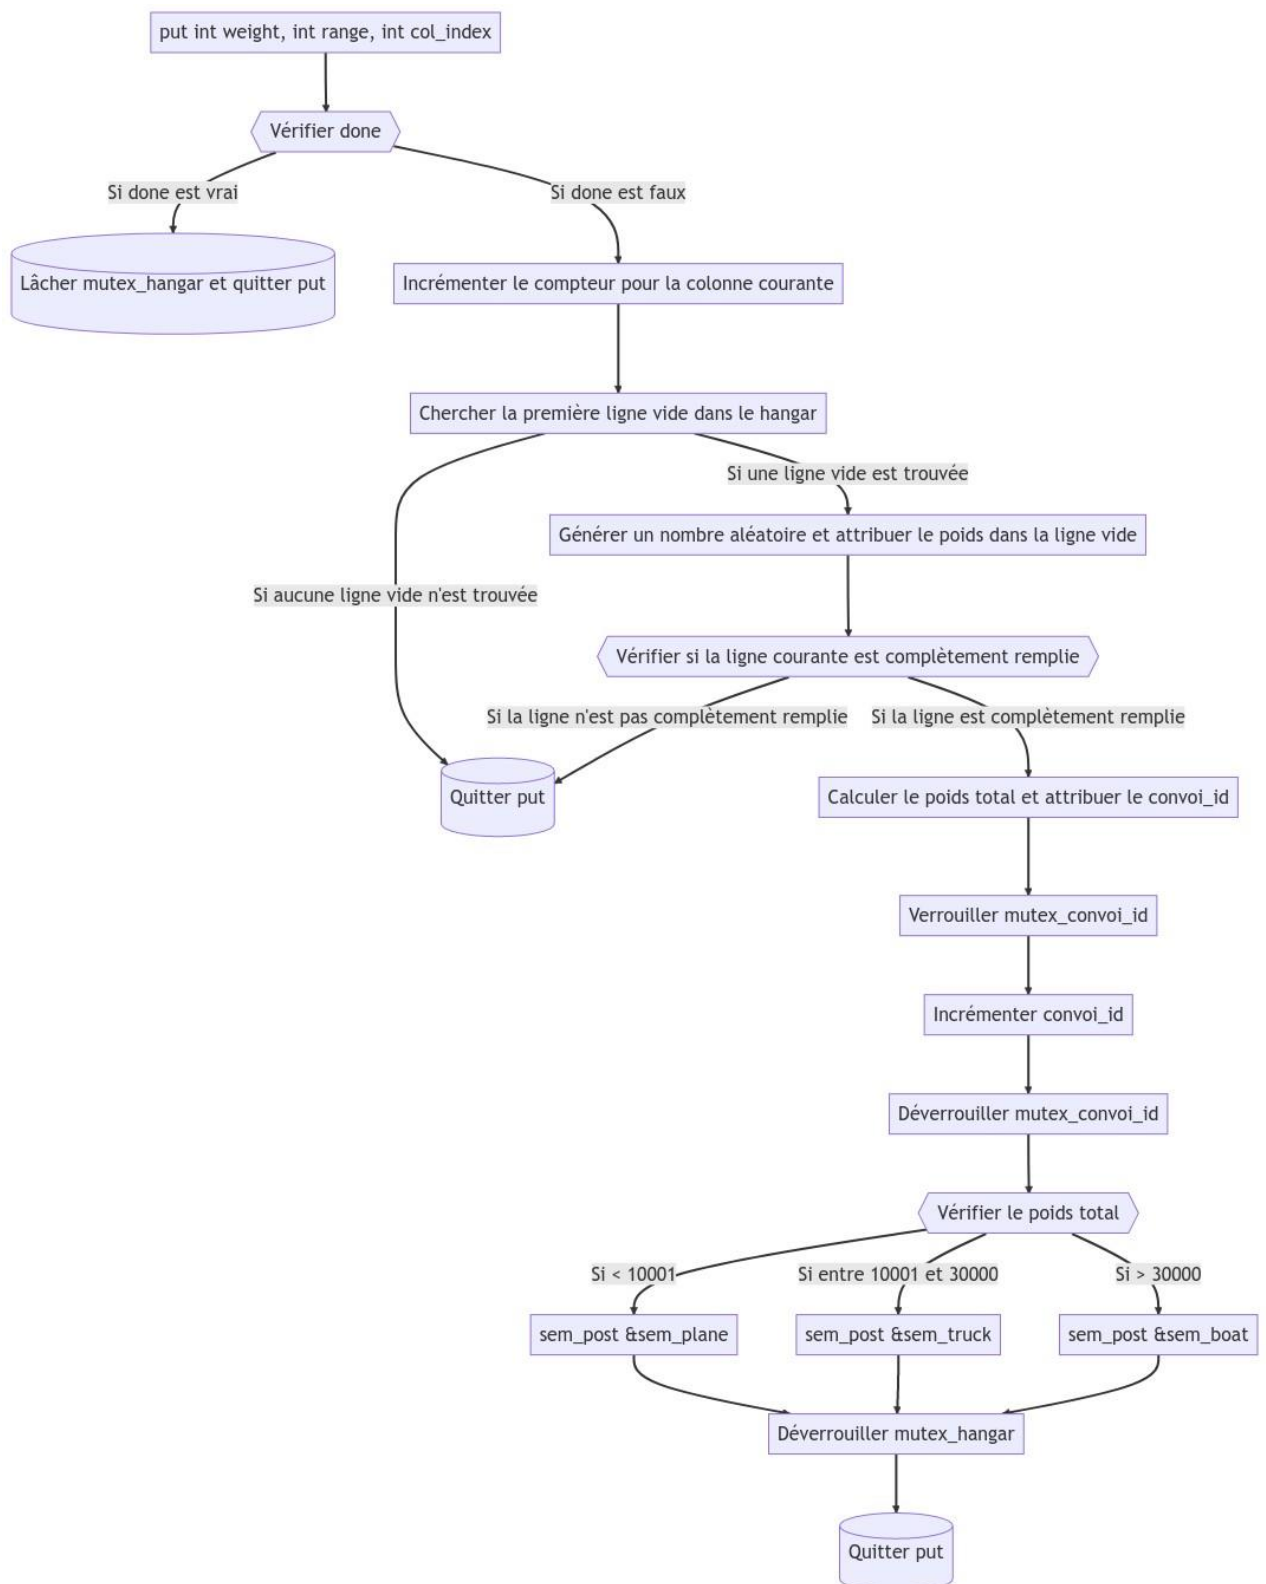 put int weight, int range, int col_index
Vérifier done
Si done est vrai
Si done est faux
Lâcher mutex_hangar et quitter put
Incrémenter le compteur pour la colonne courante
Chercher la première ligne vide dans le hangar
Si une ligne vide est trouvée
Générer un nombre aléatoire et attribuer le poids dans la ligne vide
Si aucune ligne vide n'est trouvée
Vérifier si la ligne courante est complètement remplie
Si la ligne n'est pas complètement remplie
Si la ligne est complètement remplie
Quitter put
Calculer le poids total et attribuer le convoi_id
Verrouiller mutex_convoi_id
Incrémenter convoi_id
Déverrouiller mutex_convoi_id
Vérifier le poids total
Si < 10001
Si entre 10001 et 30000
Si > 30000
sem_post &sem_plane
sem_post &sem_truck
sem_post &sem_boat
Déverrouiller mutex_hangar
Quitter put